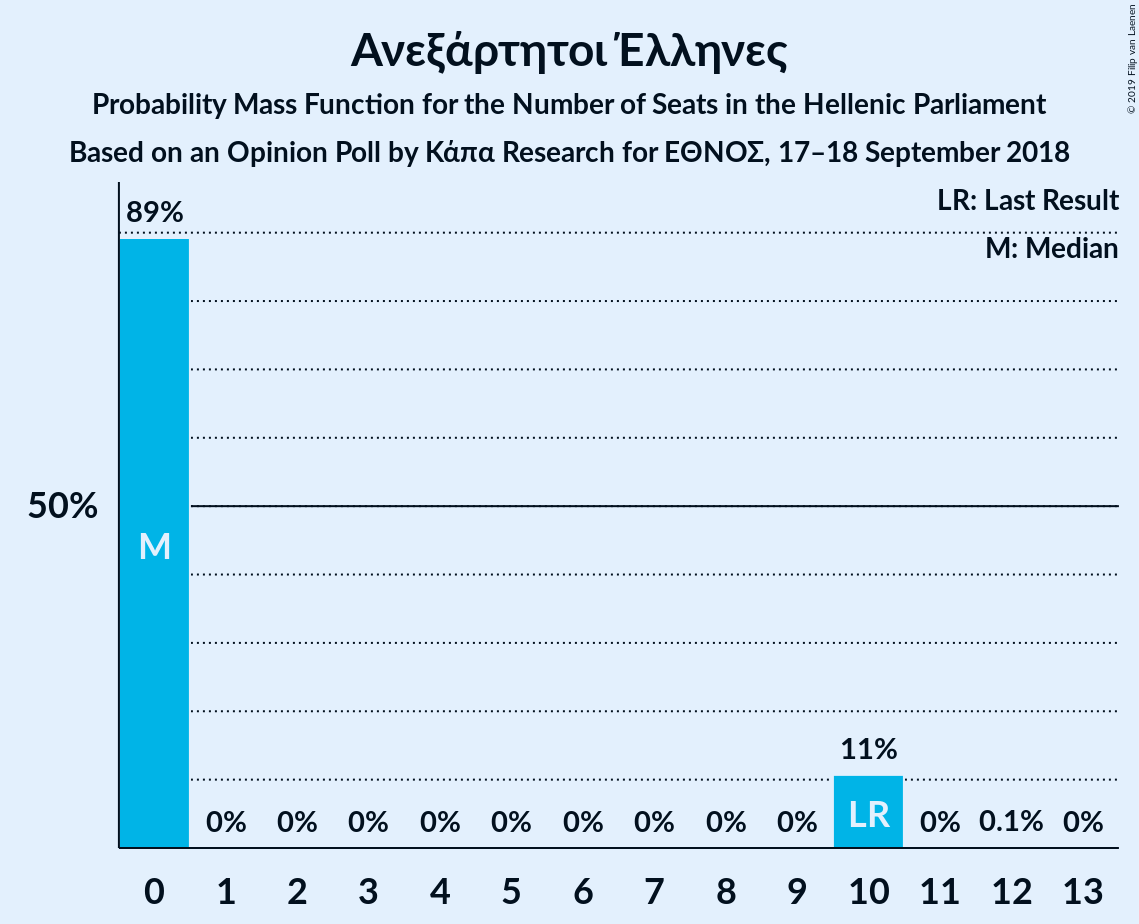 Ανεξάρτητοι Έλληνες
Probability Mass Function for the Number of Seats in the Hellenic Parliament
Based on an Opinion Poll by Κάπα Research for ΕΘΝΟΣ, 17–18 September 2018
© 2019 Filip van Laenen
LR: Last Result
M: Median
89%
50%
M
11%
LR
0% 0% 0% 0% 0% 0% 0% 0% 0% 0% 0.1% 0%
0 1 2 3 4 5 6 7 8 9 10 11 12 13